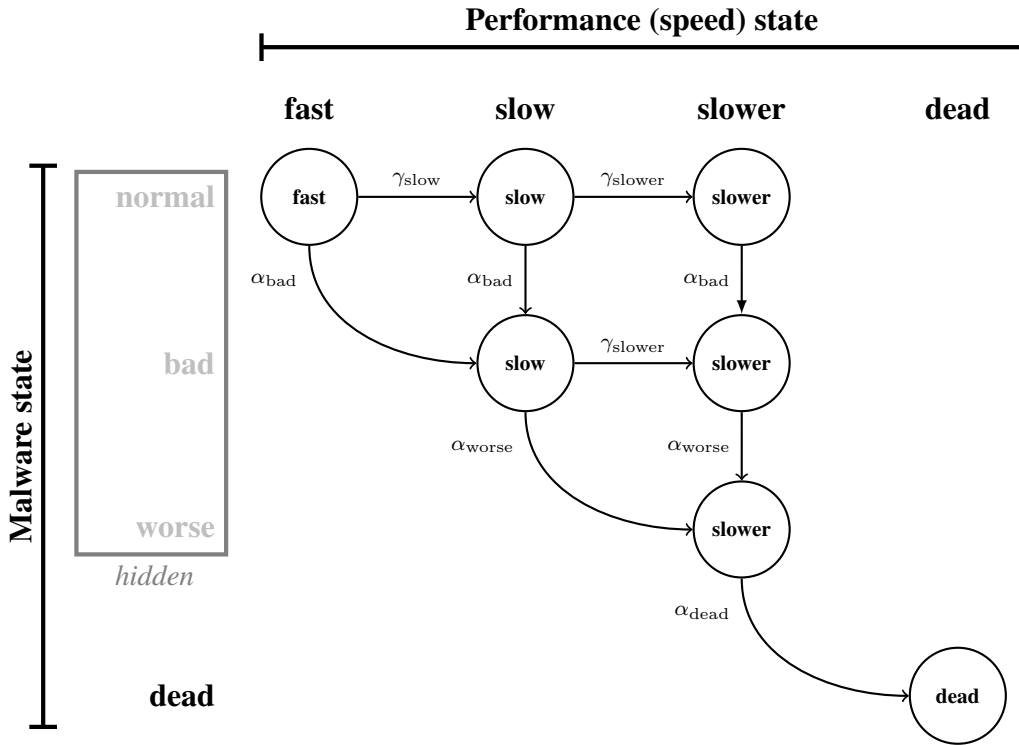 Performance (speed) state
fast slow slower dead
normal fast γslow slow γslower slower
αbad αbad αbad
Malware state
bad slow γslower slower
αworse αworse
worse slower
hidden
αdead
dead dead